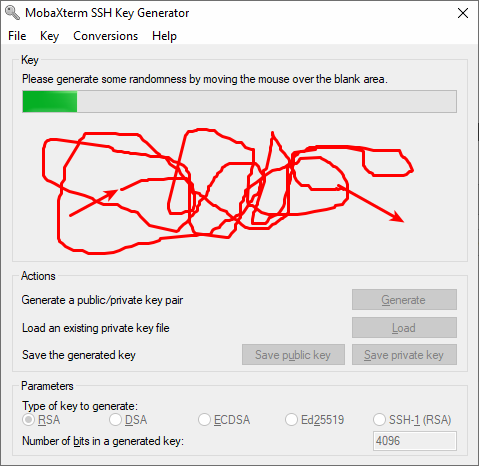 MobaXterm SSH Key Generator
File Key Conversions Help
Key
Please generate some randomness by moving the mouse over the blank area.
Actions
Generate a public/private key pair Generate
Load an existing private key file Load
Save the generated key Save public key Save private key
Parameters
Type of key to generate:
RSA DSA ECDSA Ed25519 SSH-1 (RSA)
Number of bits in a generated key: 4096